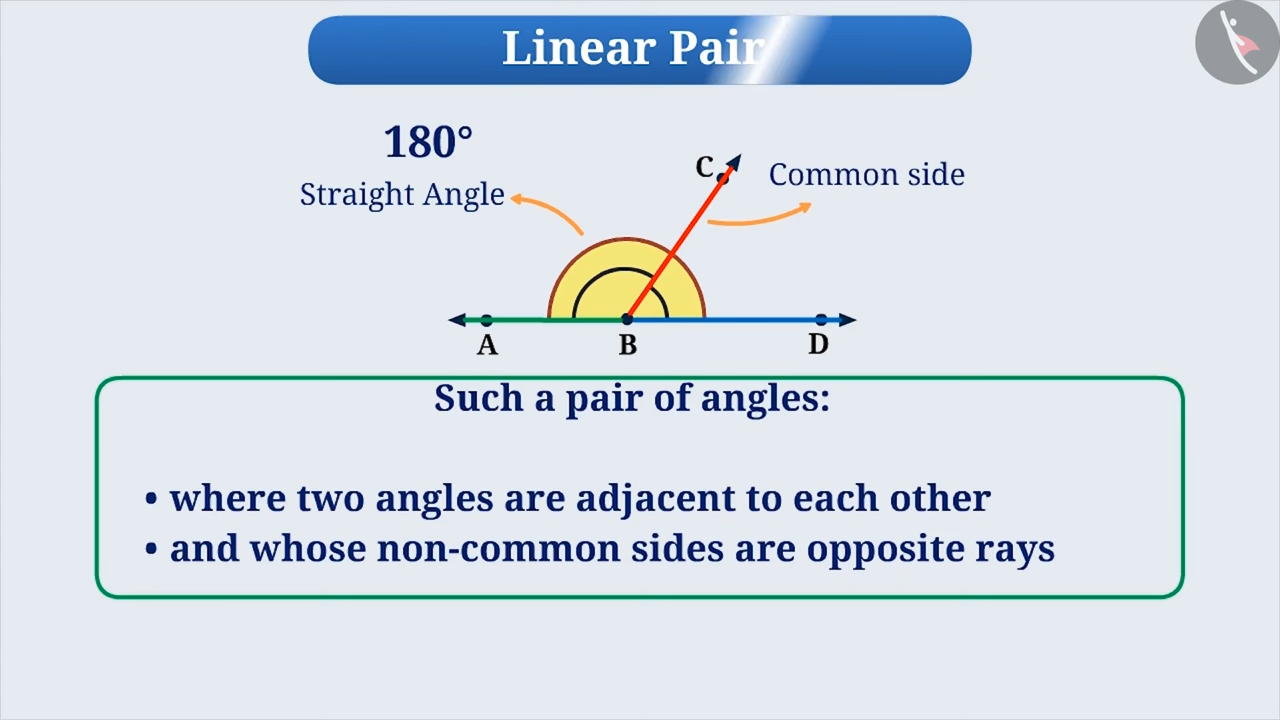 Linear Pair
180°
Straight Angle
C
Common side
A
B
D
Such a pair of angles:
• where two angles are adjacent to each other
• and whose non-common sides are opposite rays